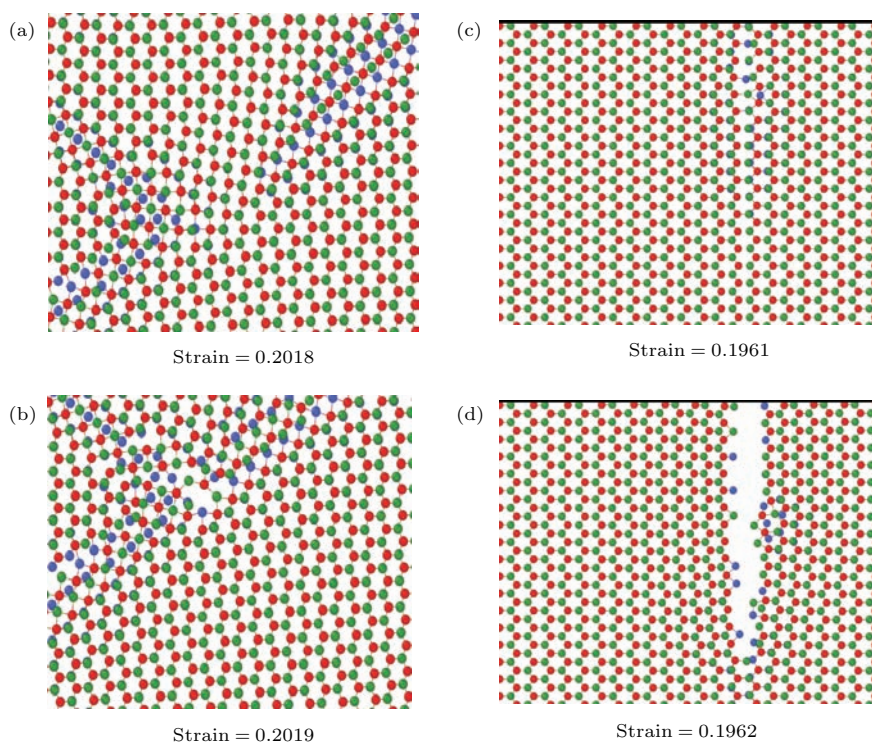 (a)
Strain = 0.2018
(b)
Strain = 0.2019
(c)
Strain = 0.1961
(d)
Strain = 0.1962